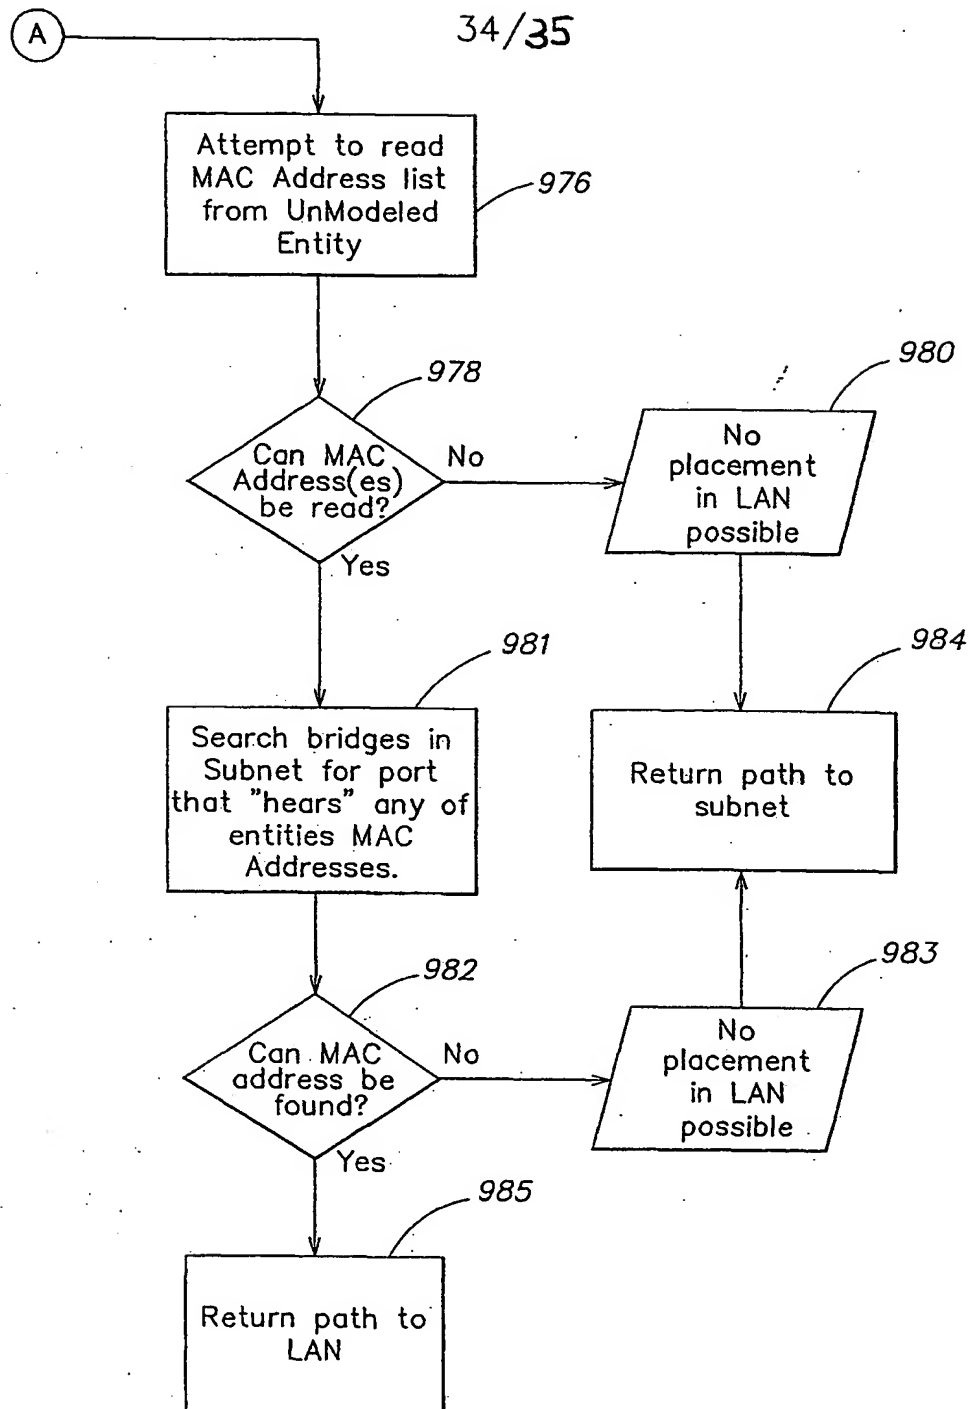 A
34/35
Attempt to read
MAC Address list
from UnModeled
Entity
976
978
Can MAC
Address(es)
be read?
No
Yes
980
No
placement
in LAN
possible
981
Search bridges in
Subnet for port
that "hears" any of
entities MAC
Addresses.
984
Return path to
subnet
982
Can MAC
address be
found?
No
Yes
983
No
placement
in LAN
possible
985
Return path to
LAN